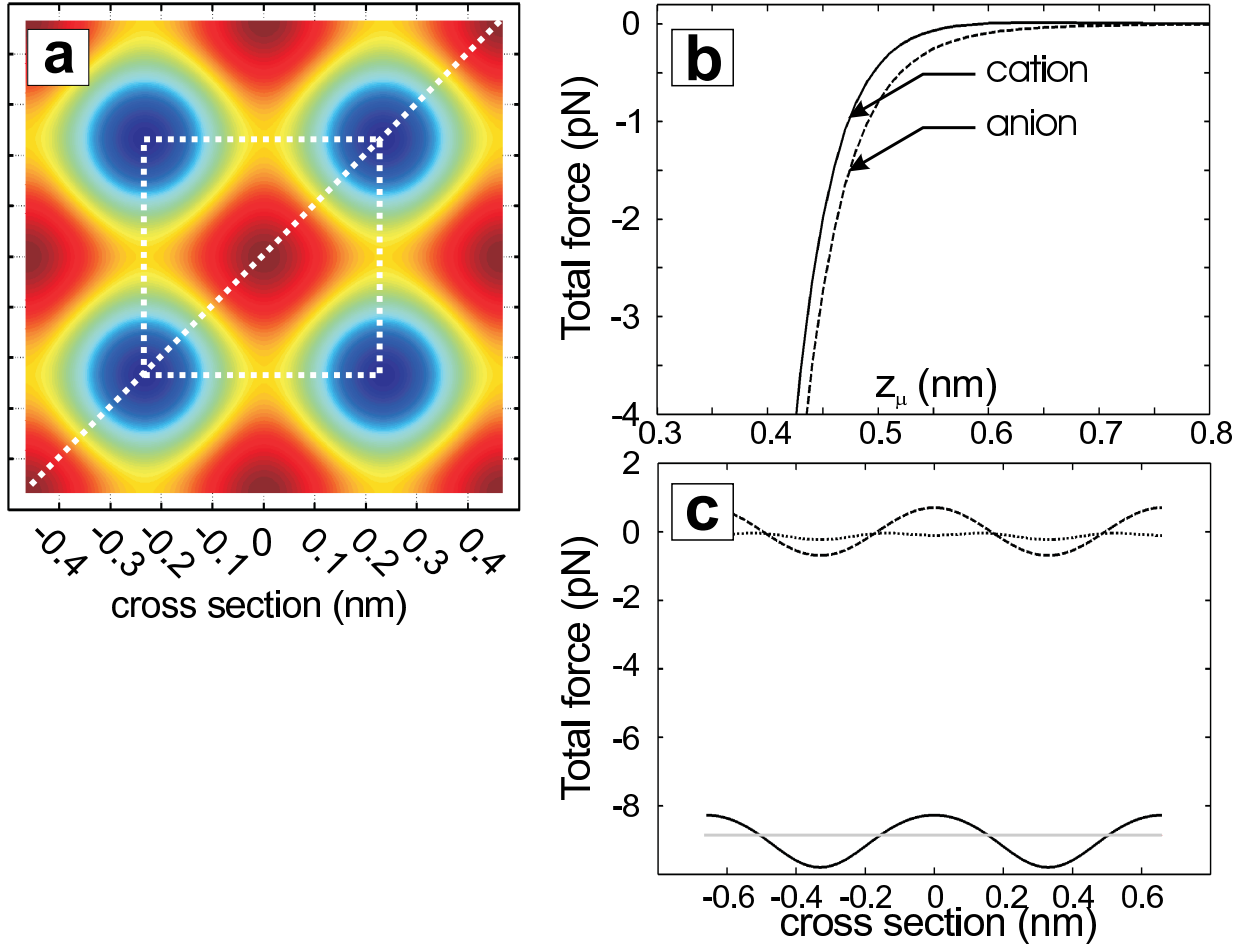 a
-0.4 -0.3 -0.2 -0.1 0 0.1 0.2 0.3 0.4
cross section (nm)
b
cation
anion
Total force (pN)
0
-1
-2
-3
-4
zμ (nm)
0.3 0.4 0.5 0.6 0.7 0.8
c
Total force (pN)
2
0
-2
-4
-6
-8
-0.6 -0.4 -0.2 0 0.2 0.4 0.6
cross section (nm)